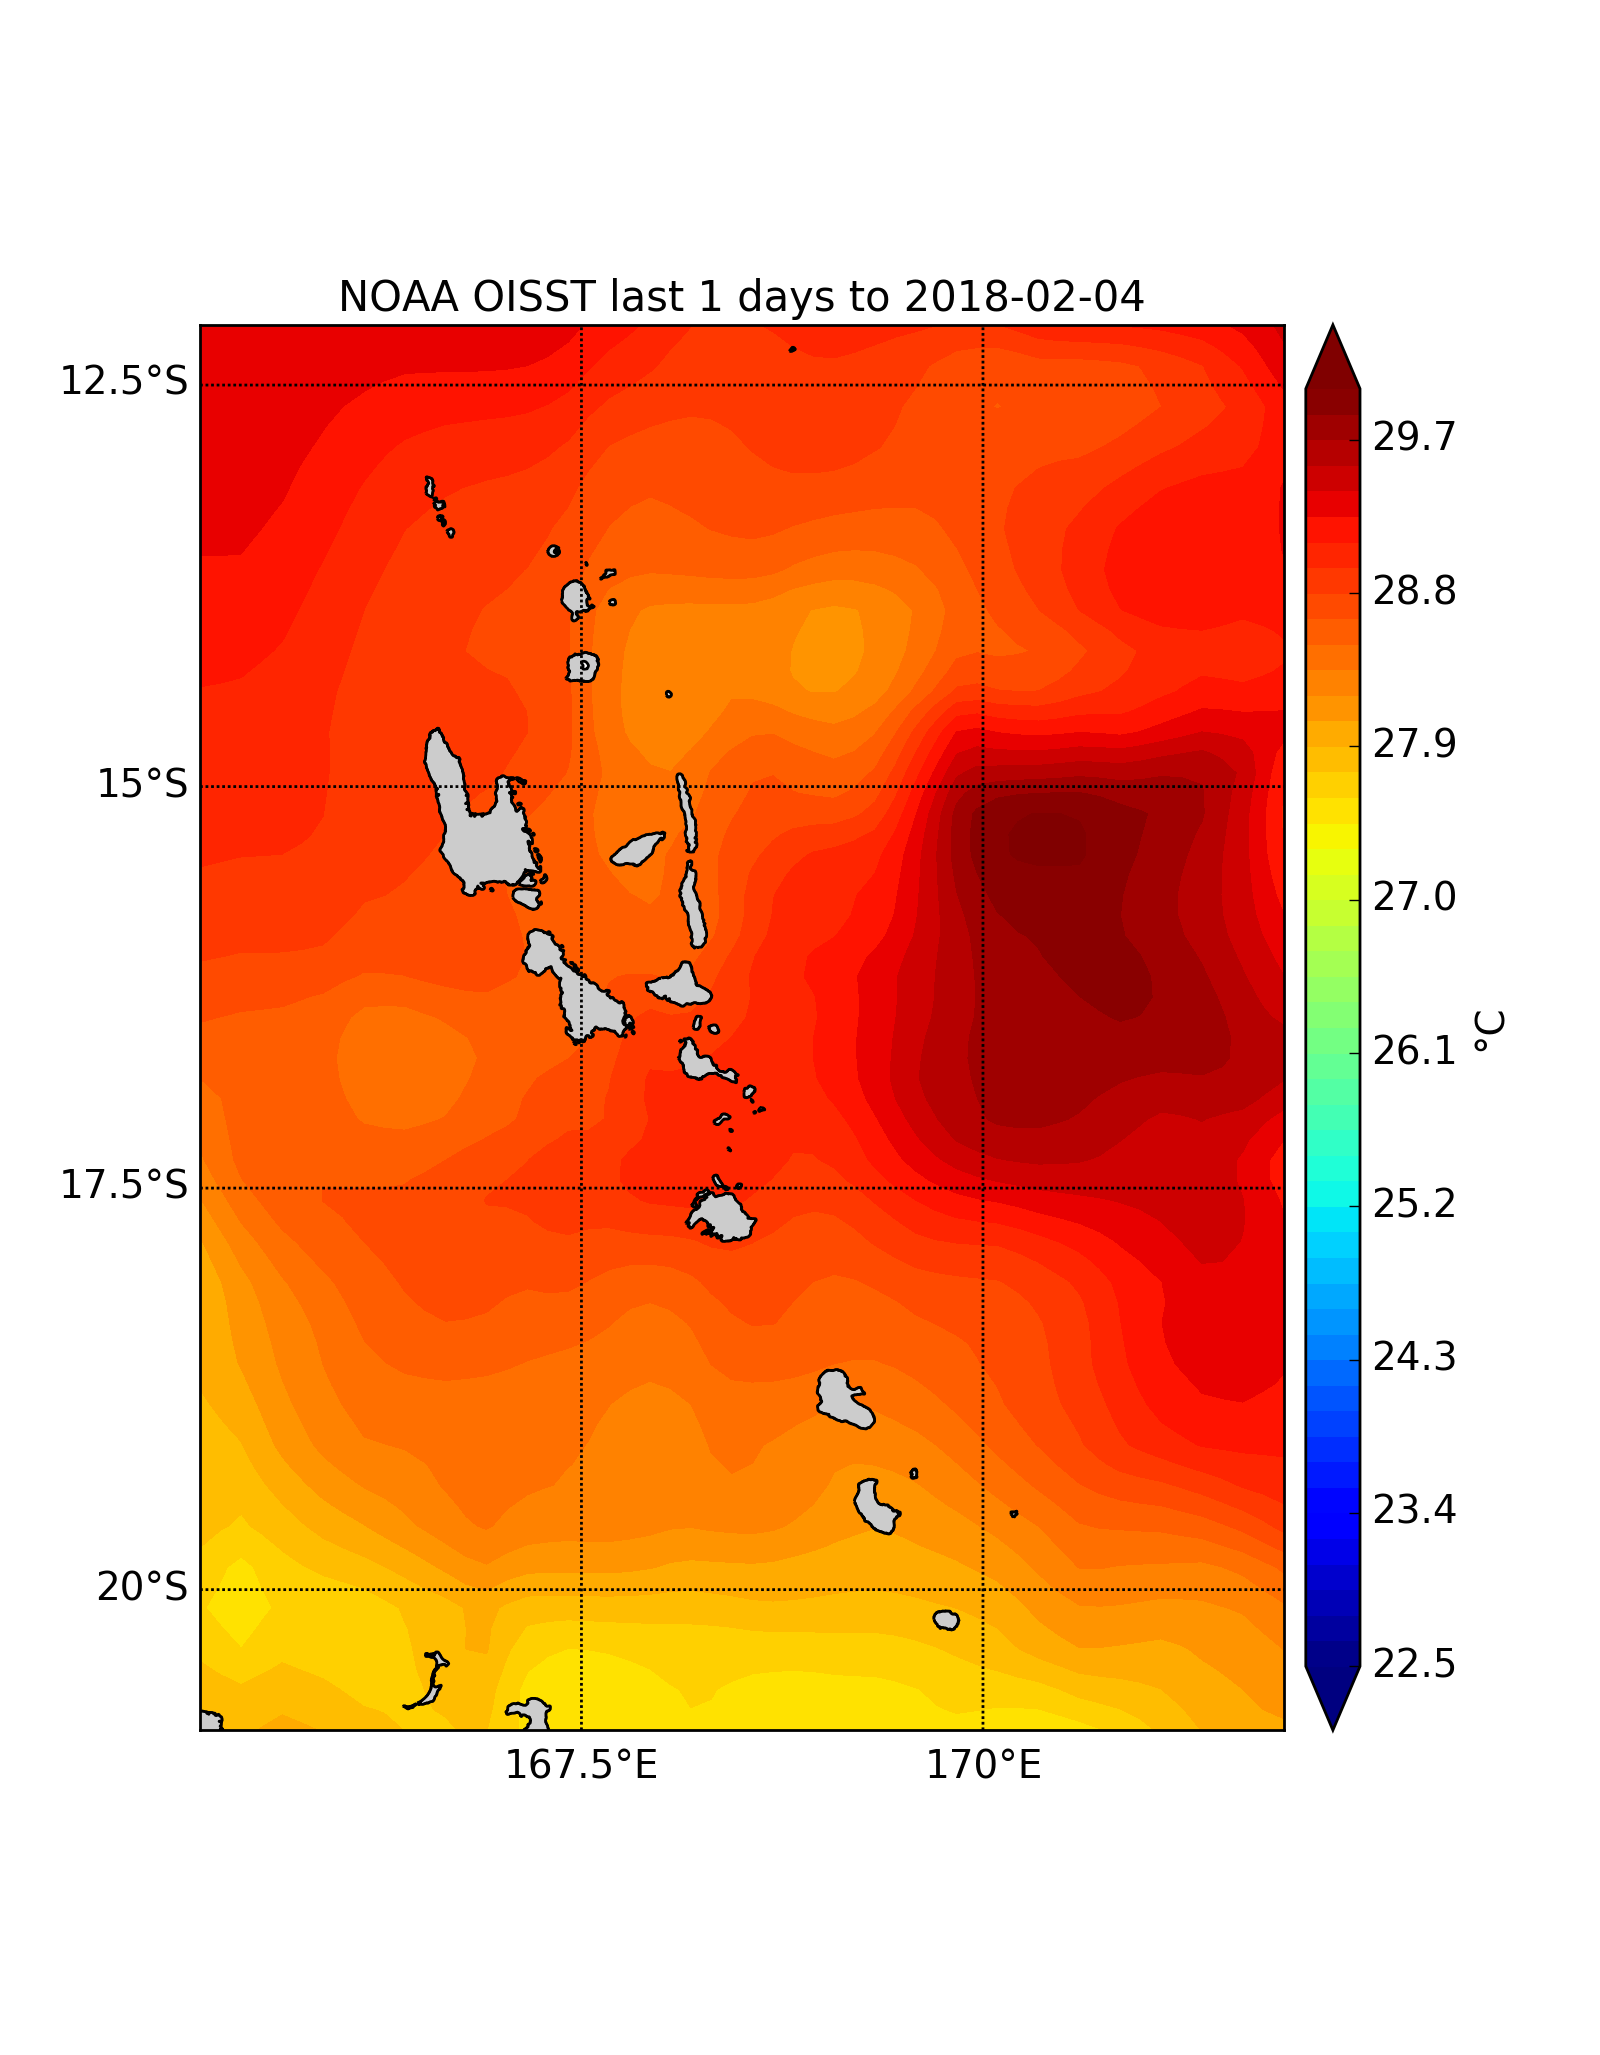 NOAA OISST last 1 days to 2018-02-04
12.5°S
15°S
17.5°S
20°S
167.5°E
170°E
29.7
28.8
27.9
27.0
26.1
25.2
24.3
23.4
22.5
°C